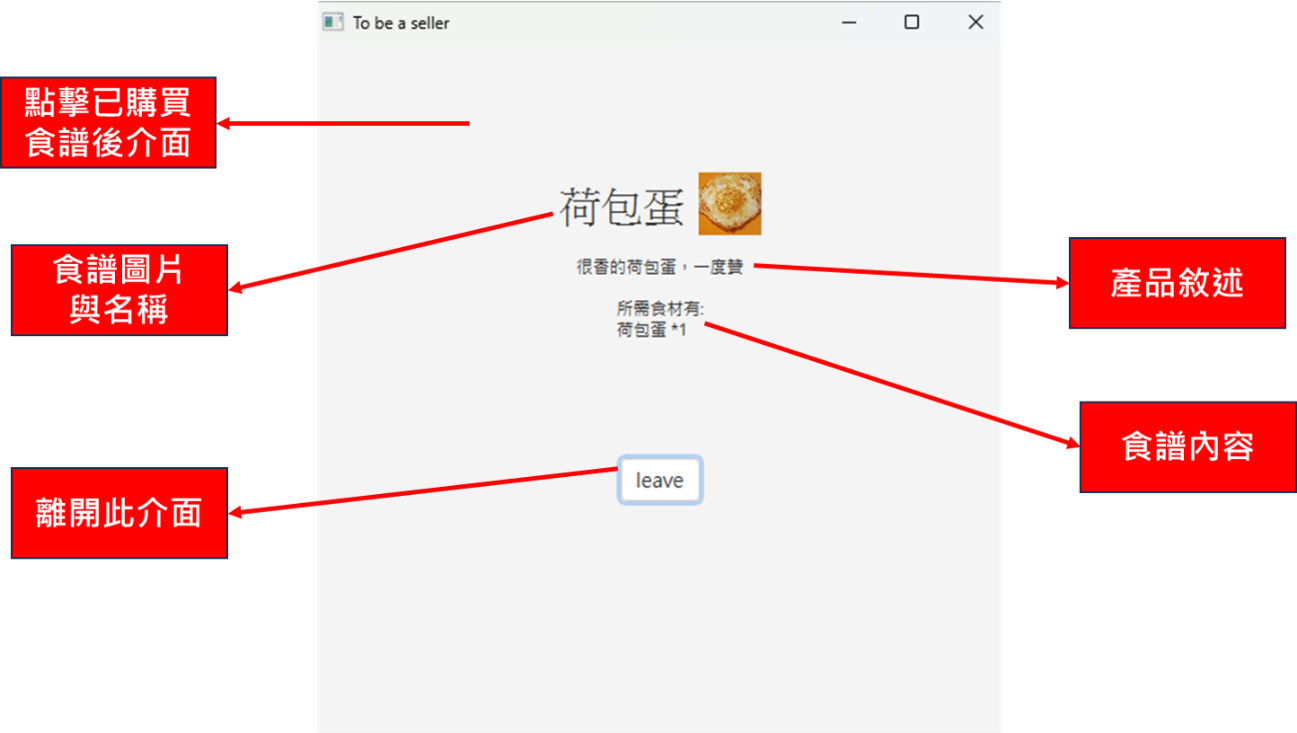 To be a seller
點擊已購買
食譜後介面
荷包蛋
很香的荷包蛋，一度贊
食譜圖片
與名稱
產品敘述
所需食材有:
荷包蛋 *1
食譜內容
leave
離開此介面